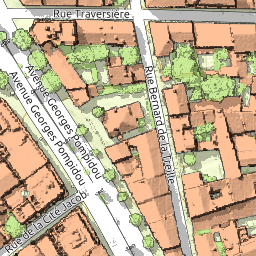 Rue Traversière
Avenue Georges Pompidou
Avenue Georges Pompidou
Rue Bernard de la Treille
Rue de la Cité Jacob